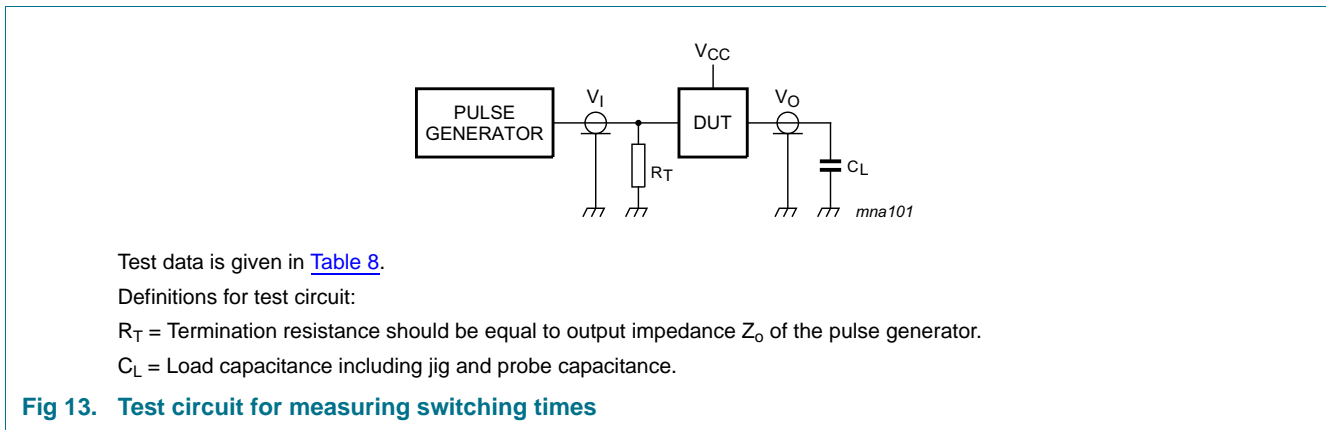 VCC
PULSE
GENERATOR
VI
DUT
VO
RT
CL
mna101
Test data is given in Table 8.
Definitions for test circuit:
RT = Termination resistance should be equal to output impedance Zo of the pulse generator.
CL = Load capacitance including jig and probe capacitance.
Fig 13. Test circuit for measuring switching times